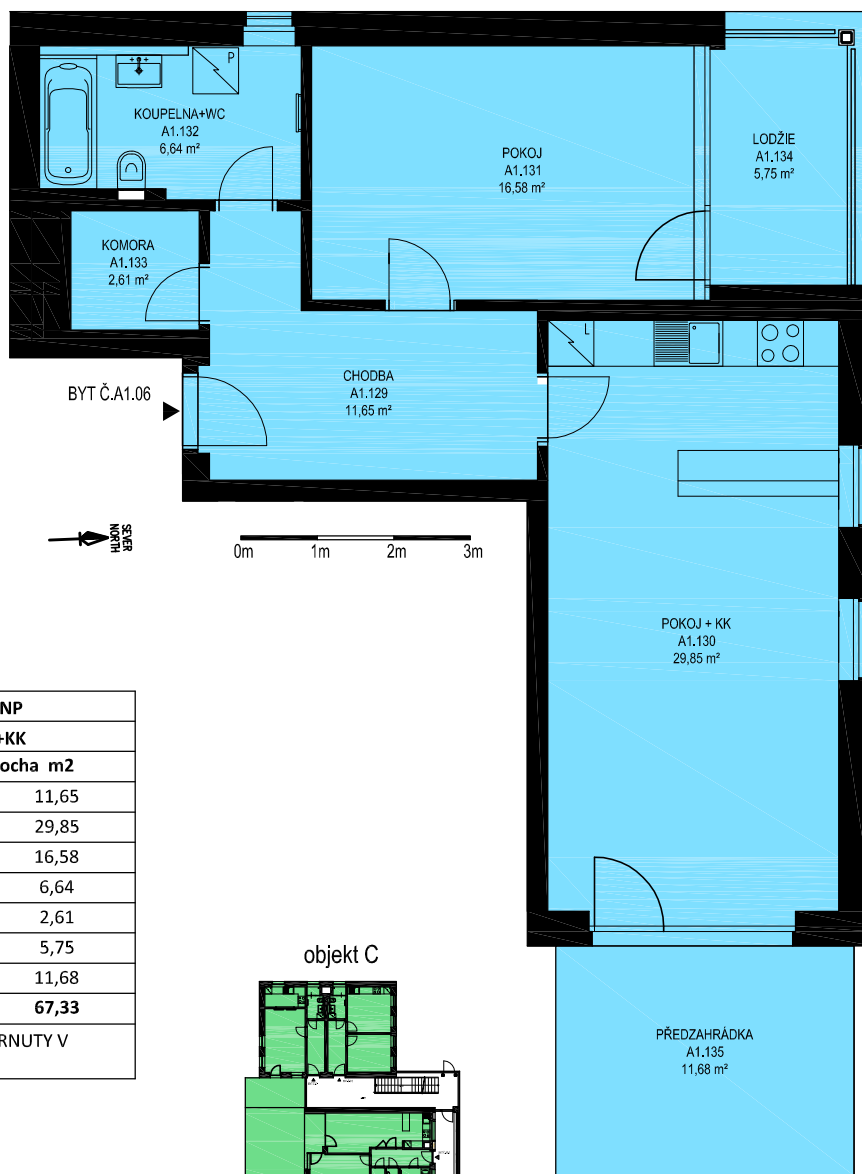 P
KOUPELNA+WC
A1.132
6,64 m²
POKOJ
A1.131
16,58 m²
LODŽIE
A1.134
5,75 m²
KOMORA
A1.133
2,61 m²
L
BYT Č.A1.06
CHODBA
A1.129
11,65 m²
SEVER
NORTH
0m 1m 2m 3m
POKOJ + KK
A1.130
29,85 m²
NP
+KK
ocha m2
11,65
29,85
16,58
6,64
2,61
5,75
11,68
67,33
RNUTY V
objekt C
PŘEDZAHRÁDKA
A1.135
11,68 m²